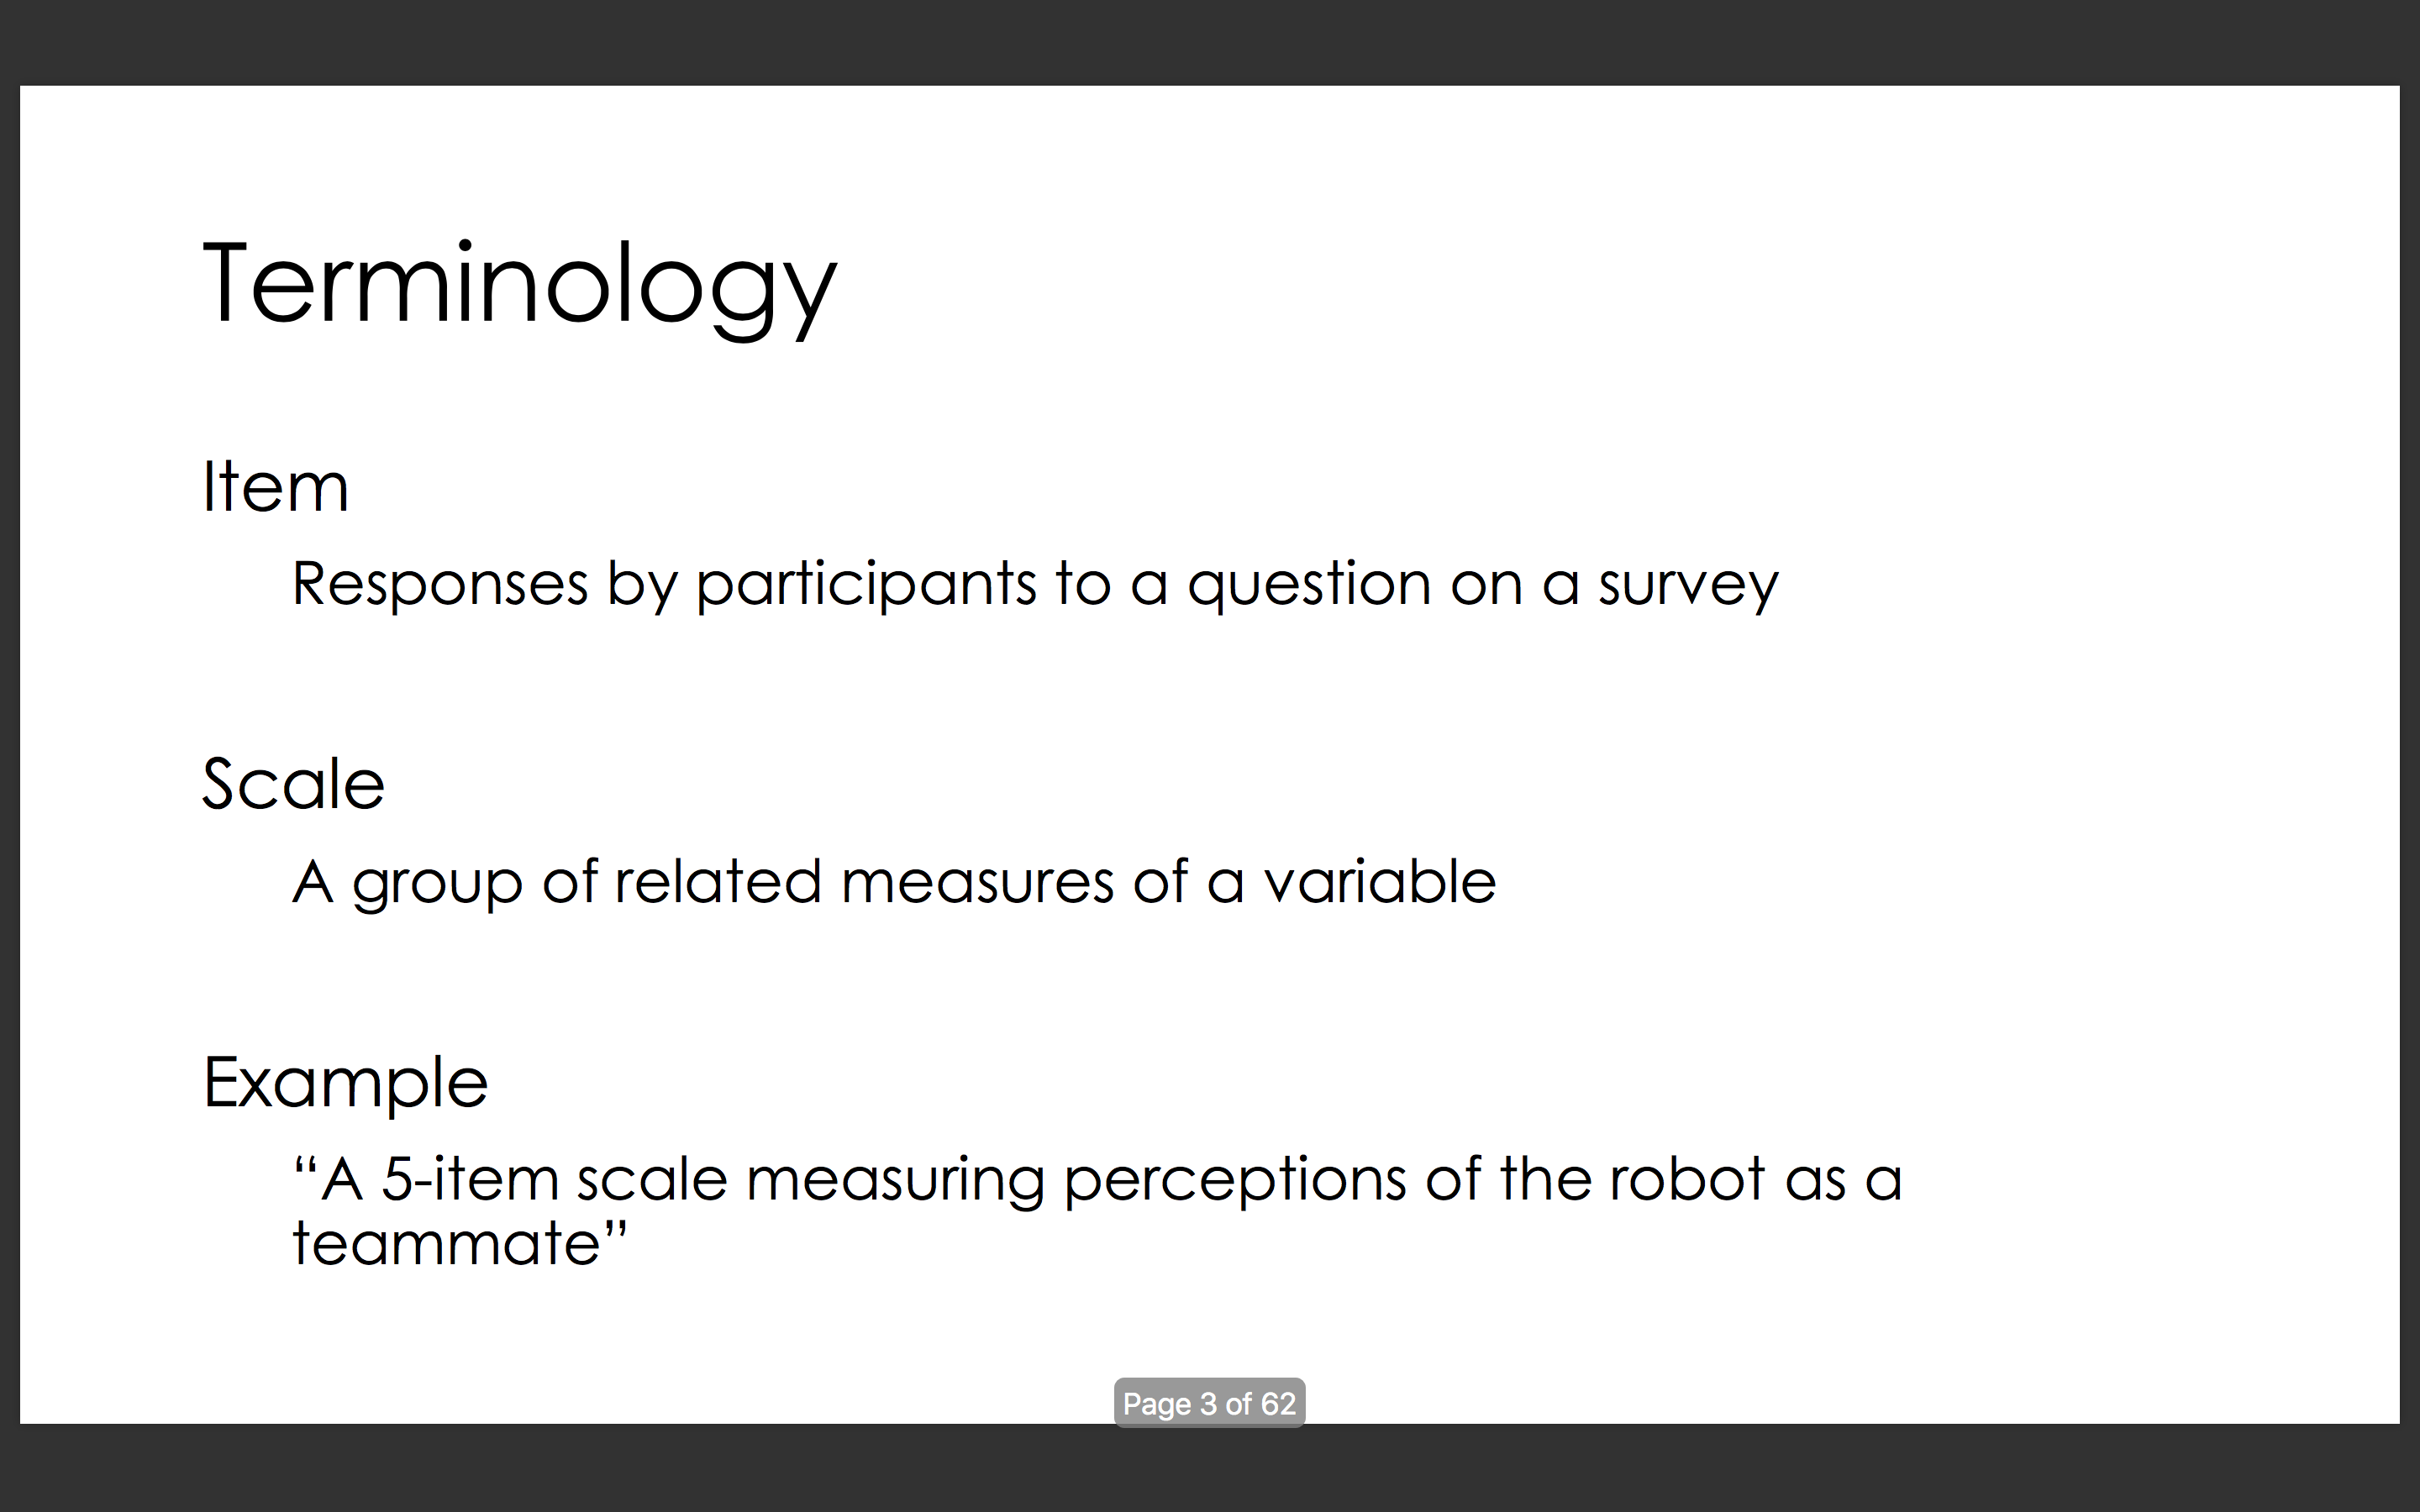 Terminology
Item
Responses by participants to a question on a survey
Scale
A group of related measures of a variable
Example
“A 5-item scale measuring perceptions of the robot as a
teammate”
Page 3 of 62